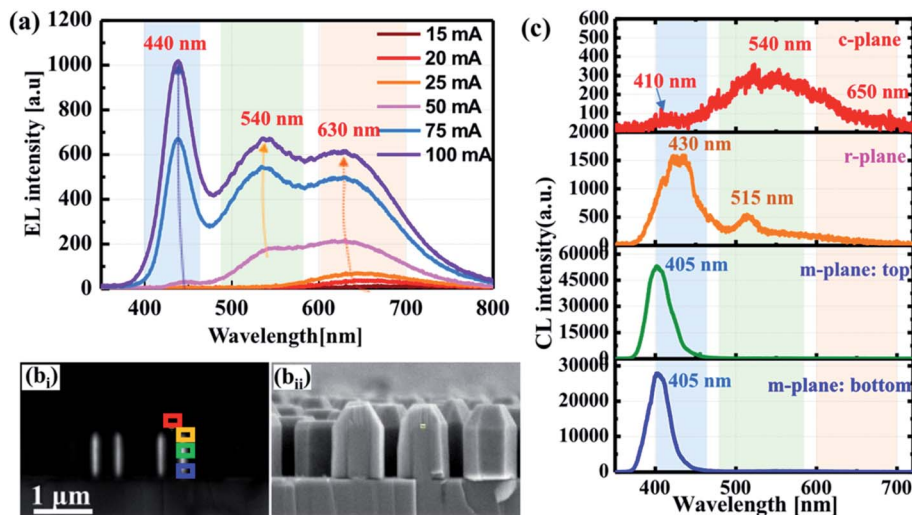 (a)
1200
1000
800
600
400
200
0
EL intensity [a.u]
440 nm
540 nm
630 nm
15 mA
20 mA
25 mA
50 mA
75 mA
100 mA
400 500 600 700 800
Wavelength[nm]
(bi)
1 μm
(bii)
(c)
600
500
400
300
200
100
2000
410 nm
540 nm
650 nm
c-plane
1500
1000
500
60000
430 nm
515 nm
r-plane
45000
30000
15000
0
30000
405 nm
m-plane: top
20000
10000
0
405 nm
m-plane: bottom
CL intensity(a.u.)
400 500 600 700
Wavelength [nm]